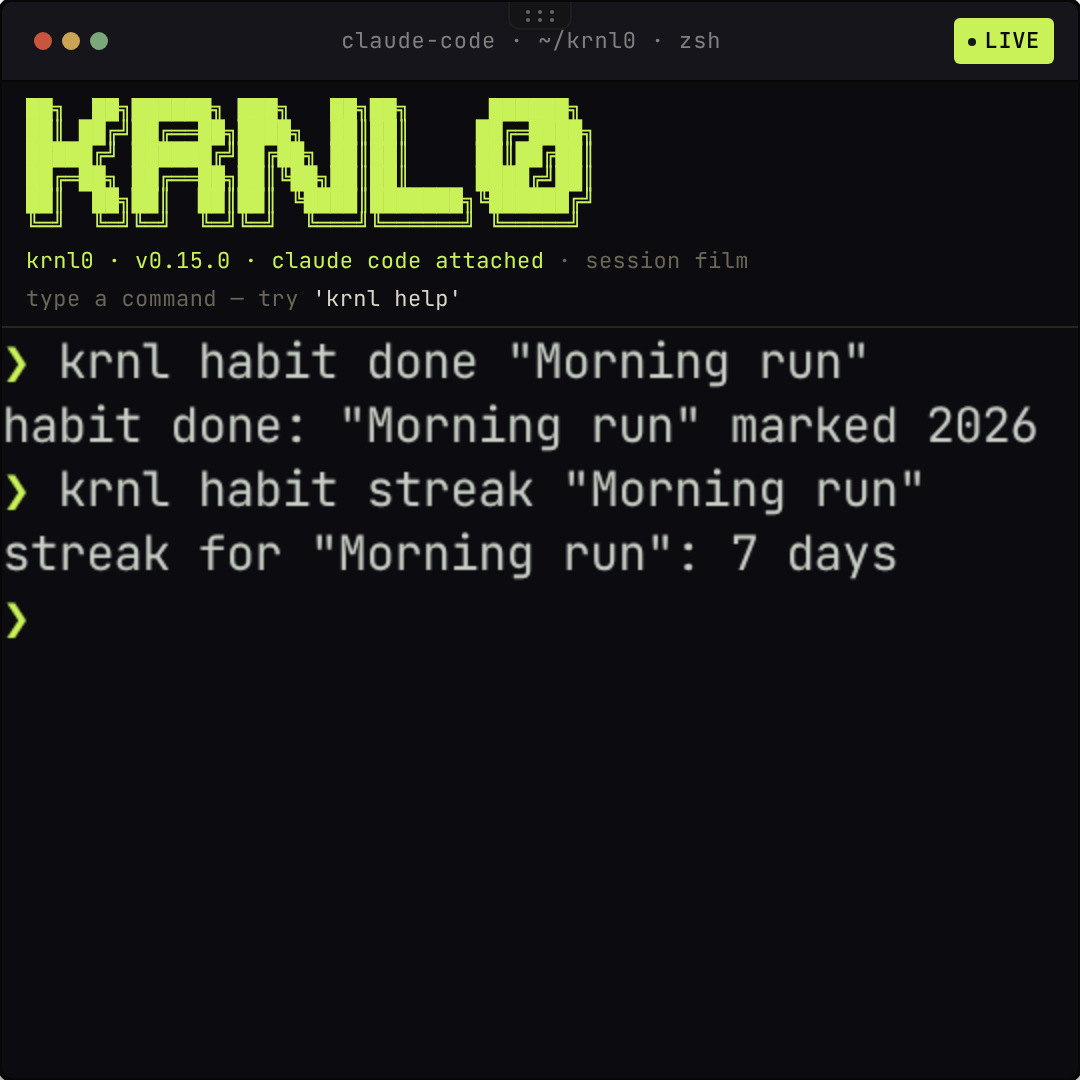 claude-code · ~/krnl0 · zsh
• LIVE
KRNL0
krnl0 · v0.15.0 · claude code attached · session film
type a command — try 'krnl help'
❯ krnl habit done "Morning run"
habit done: "Morning run" marked 2026
❯ krnl habit streak "Morning run"
streak for "Morning run": 7 days
❯